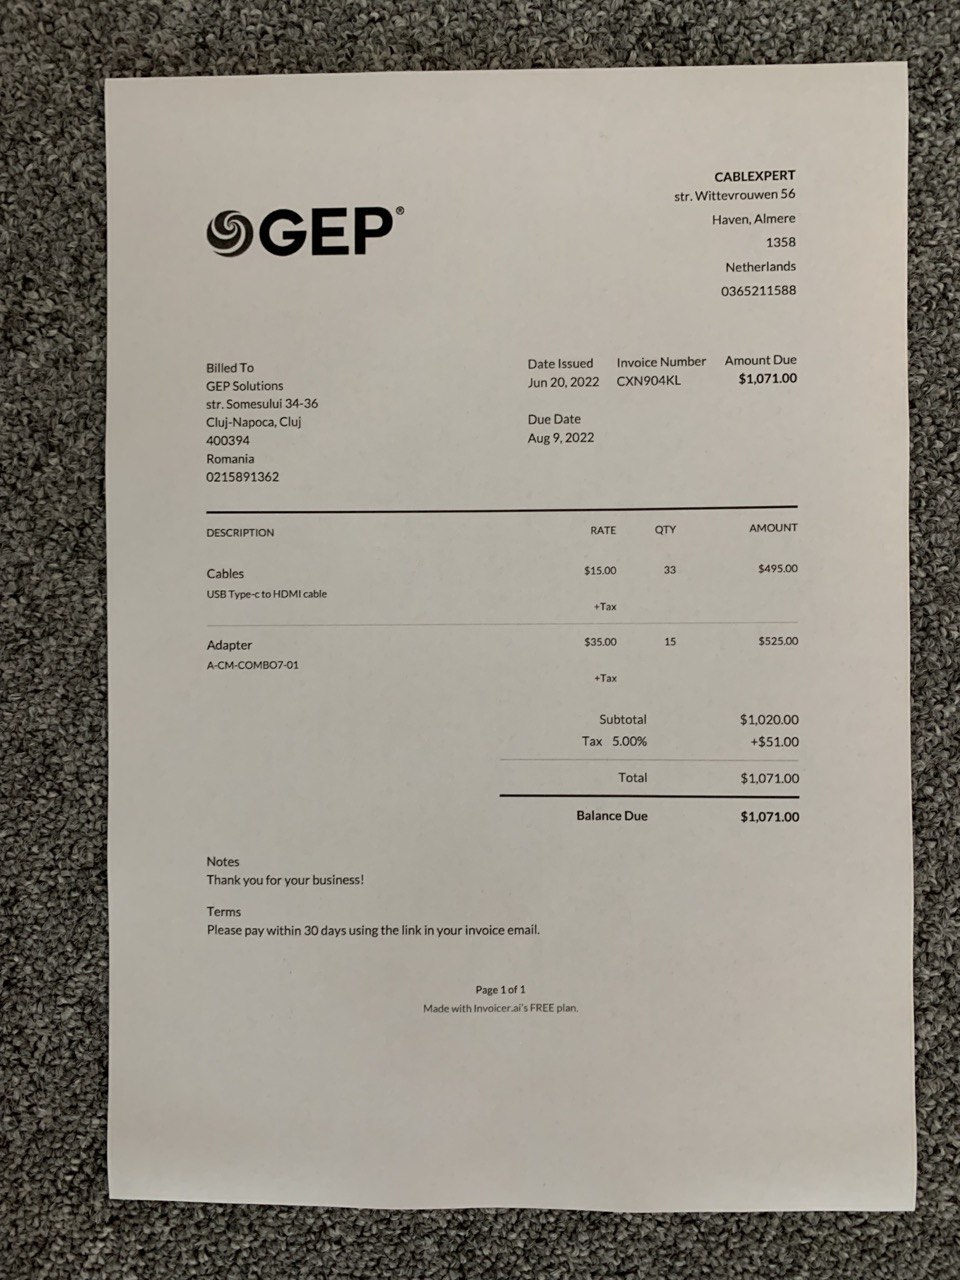 GEP®
CABLEXPERT
str. Wittevrouwen 56
Haven, Almere
1358
Netherlands
0365211588
Billed To
GEP Solutions
str. Somesului 34-36
Cluj-Napoca, Cluj
400394
Romania
0215891362
Date Issued Invoice Number Amount Due
Jun 20, 2022 CXN904KL $1,071.00
Due Date
Aug 9, 2022
DESCRIPTION RATE QTY AMOUNT
Cables $15.00 33 $495.00
USB Type-c to HDMI cable
+Tax
Adapter $35.00 15 $525.00
A-CM-COMBO7-01
+Tax
Subtotal $1,020.00
Tax 5.00% +$51.00
Total $1,071.00
Balance Due $1,071.00
Notes
Thank you for your business!
Terms
Please pay within 30 days using the link in your invoice email.
Page 1 of 1
Made with Invoicer.ai's FREE plan.